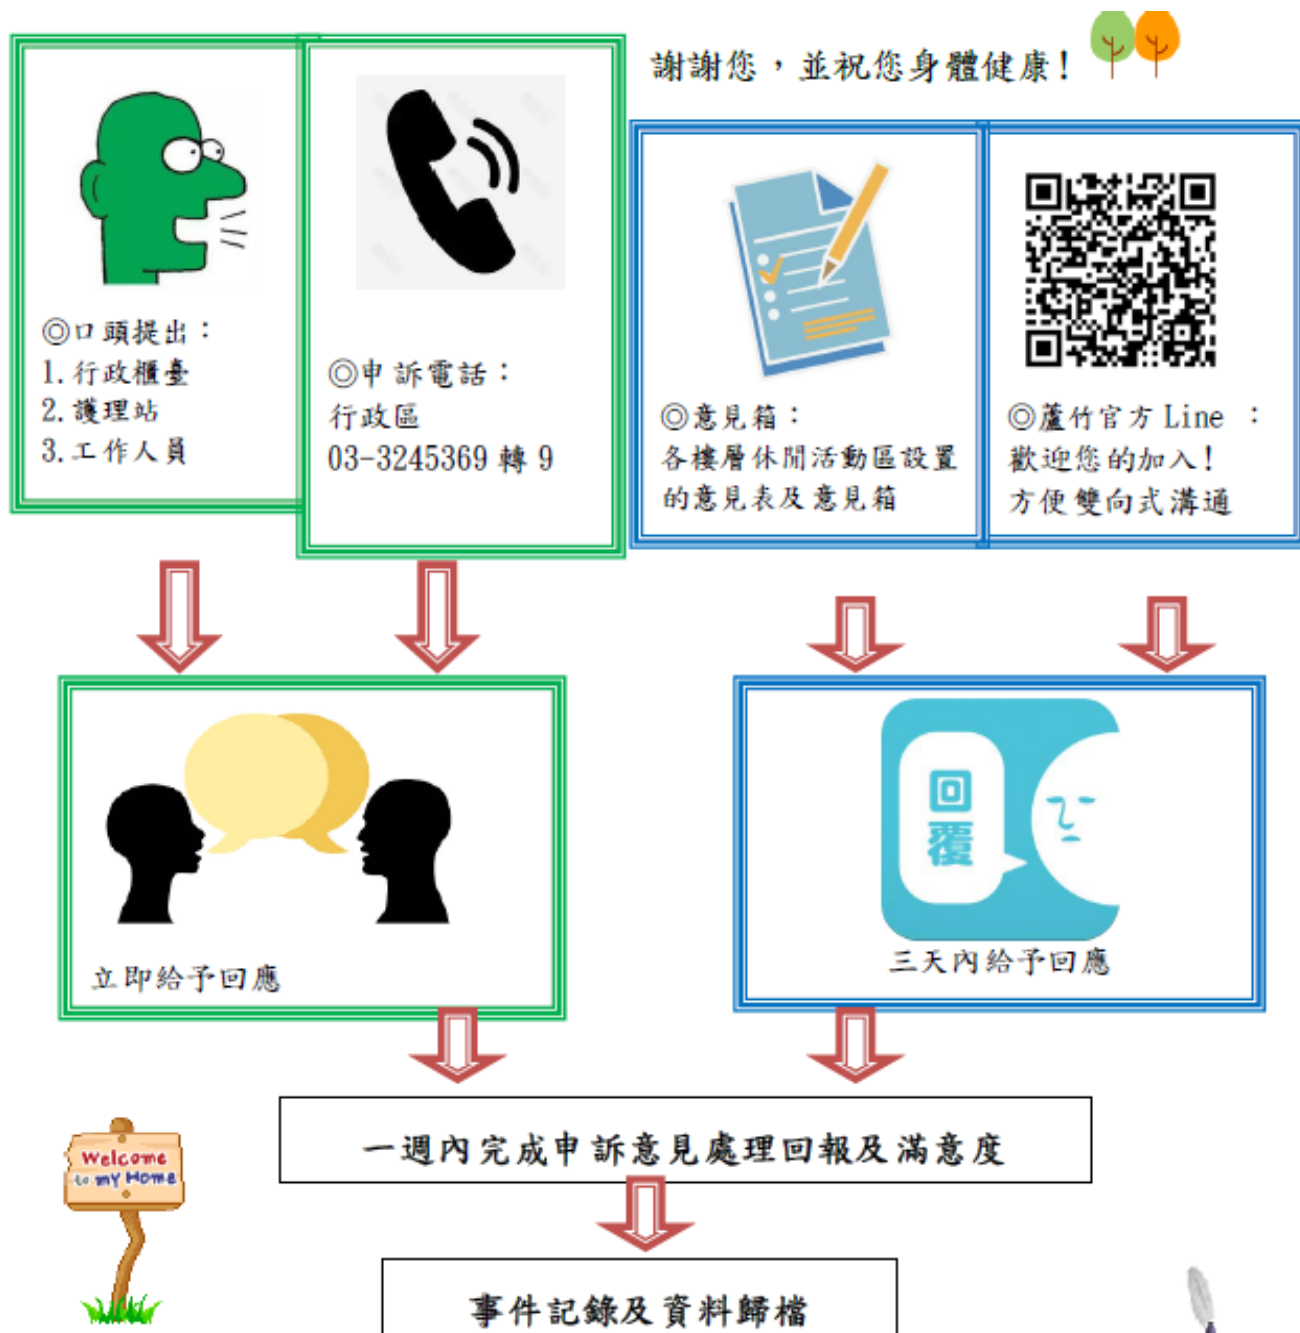 謝謝您，並祝您身體健康!
◎口頭提出：
1.行政櫃臺
2.護理站
3.工作人員
◎申訴電話：
行政區
03-3245369 轉 9
◎意見箱：
各樓層休閒活動區設置
的意見表及意見箱
◎蘆竹官方 Line ：
歡迎您的加入!
方便雙向式溝通
立即給予回應
回
覆
三天內給予回應
一週內完成申訴意見處理回報及滿意度
Welcome
to my Home
事件記錄及資料歸檔